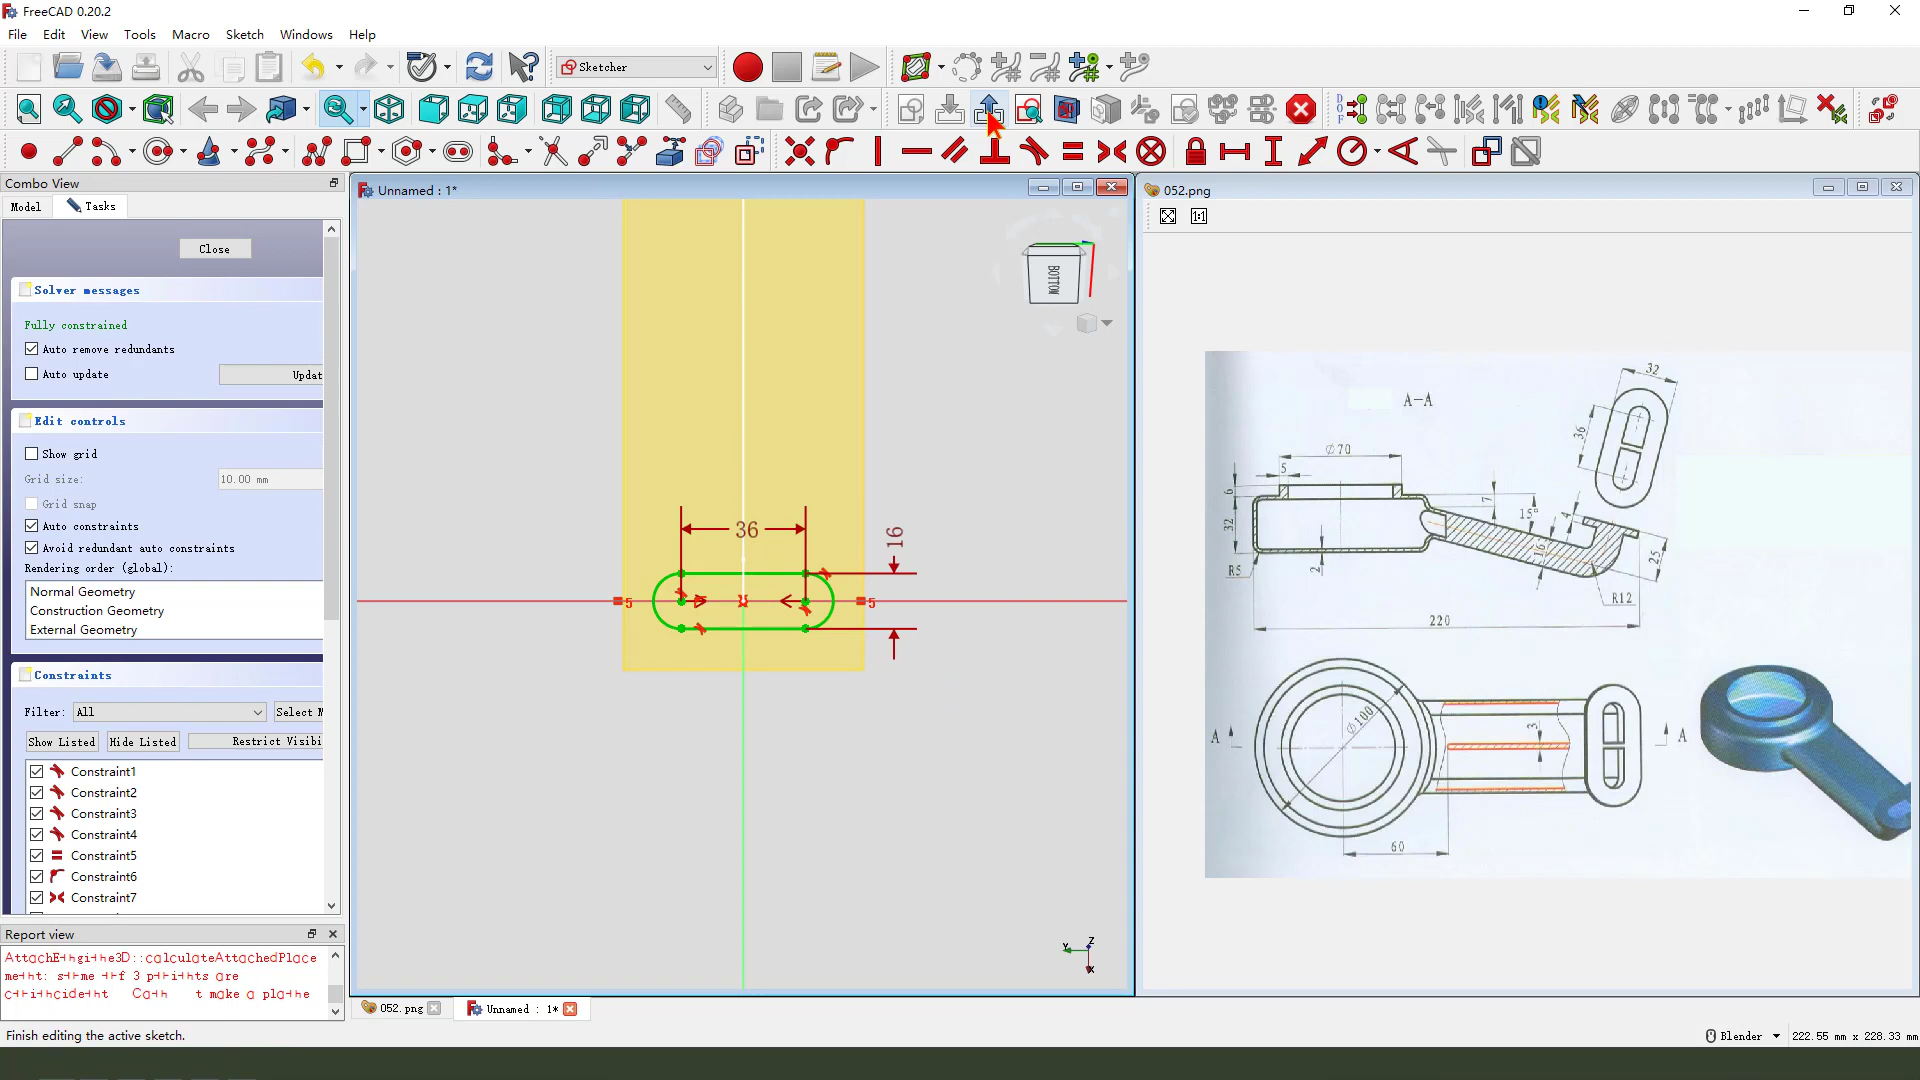 FreeCAD 0.20.2
File Edit View Tools Macro Sketch Windows Help
Sketcher
Combo View
Model Tasks
Close
Solver messages
Fully constrained
Auto remove redundants
Auto update Updat
Edit controls
Show grid
Grid size: 10.00 mm
Grid snap
Auto constraints
Avoid redundant auto constraints
Rendering order (global):
Normal Geometry
Construction Geometry
External Geometry
Constraints
Filter: All Select M
Show Listed Hide Listed Restrict Visibi
Constraint1
Constraint2
Constraint3
Constraint4
Constraint5
Constraint6
Constraint7
Report view
Unnamed : 1*
BOTTOM
36
16
5
5
Y Z
X
052.png
1:1
A-A
32
36
Ø70
5
6
32
R5
2
7
15°
4
16
25
R12
220
Ø100
A
3
A
60
052.png Unnamed : 1*
Finish editing the active sketch.
Blender 222.55 mm x 228.33 mm